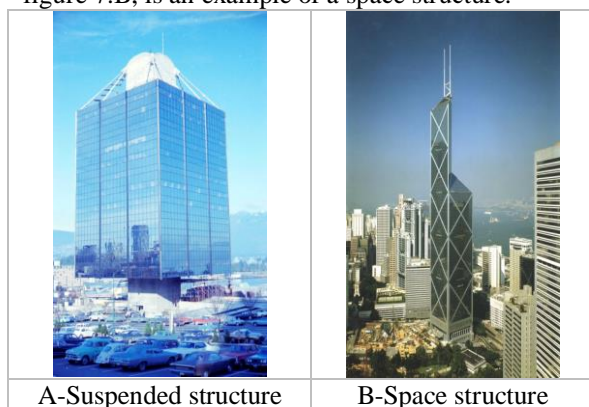 figure 7.B, is an example of a space structure.
A-Suspended structure
B-Space structure